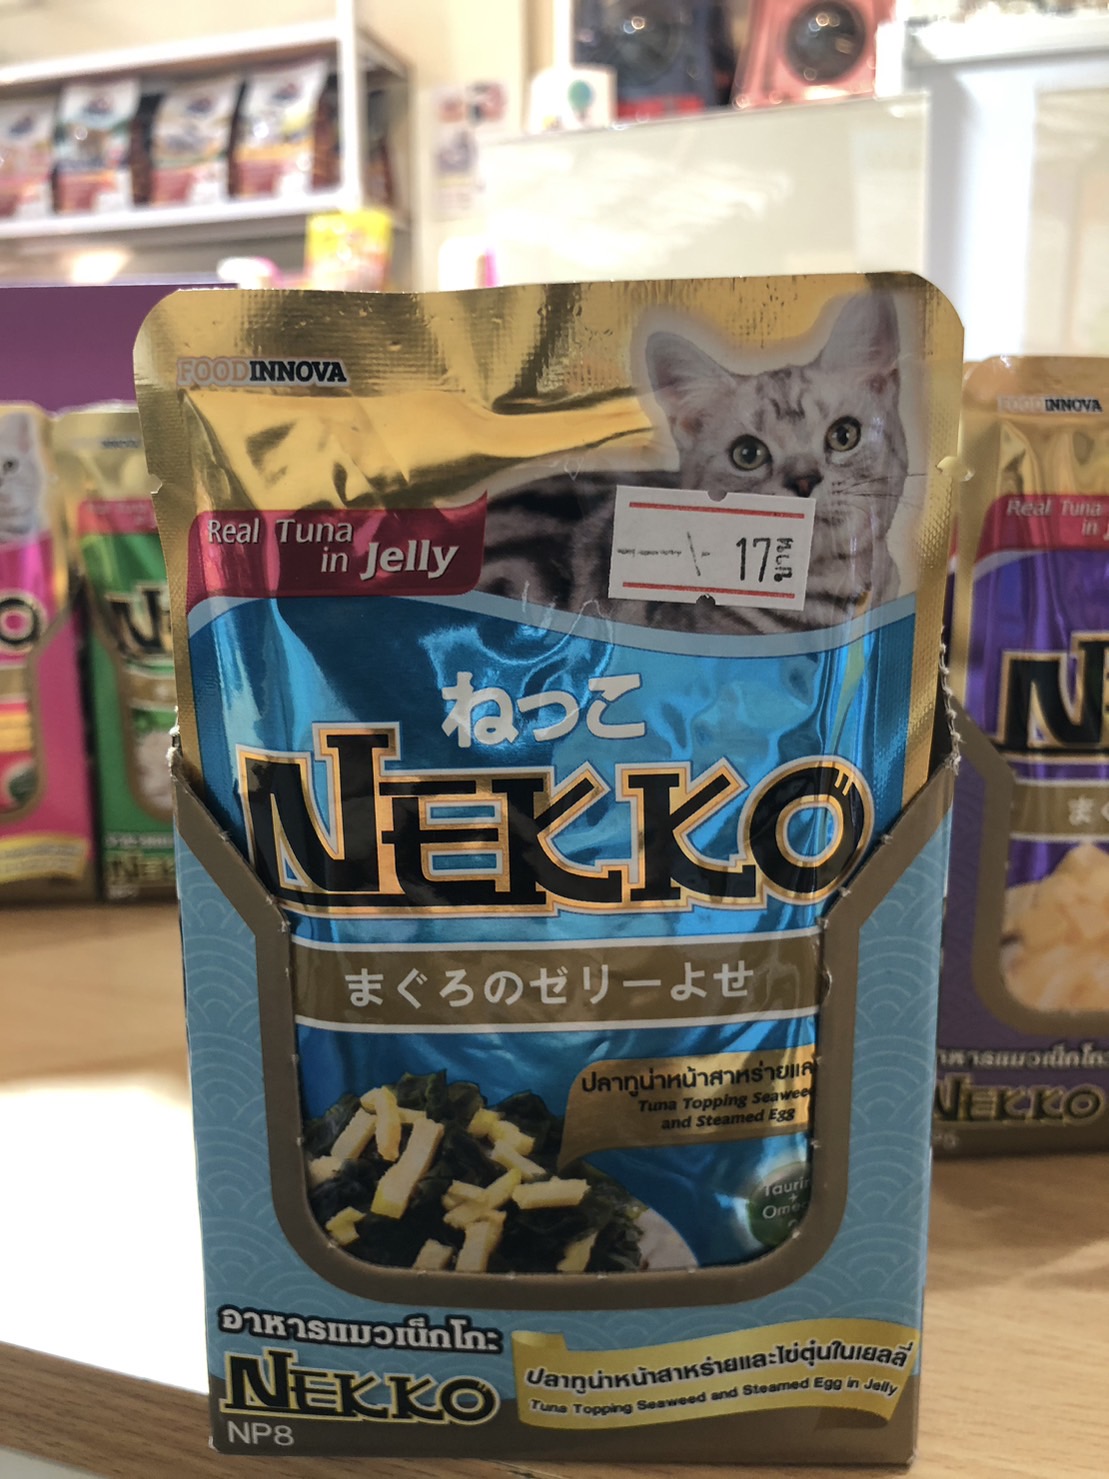 FOODINNOVA
Real Tuna
in Jelly
17 บาท
ねっこ
NEKKO
まぐろのゼリーよせ
ปลาทูน่าหน้าสาหร่ายและ
Tuna Topping Seaweed
and Steamed Egg
Taurin
+
อาหารแมวเน็กโกะ
NEKKO
ปลาทูน่าหน้าสาหร่ายและไข่ตุ๋นในเยลลี่
Tuna Topping Seaweed and Steamed Egg in Jelly
NP8
FOODINNOVA
Real Tuna
in
NEKKO